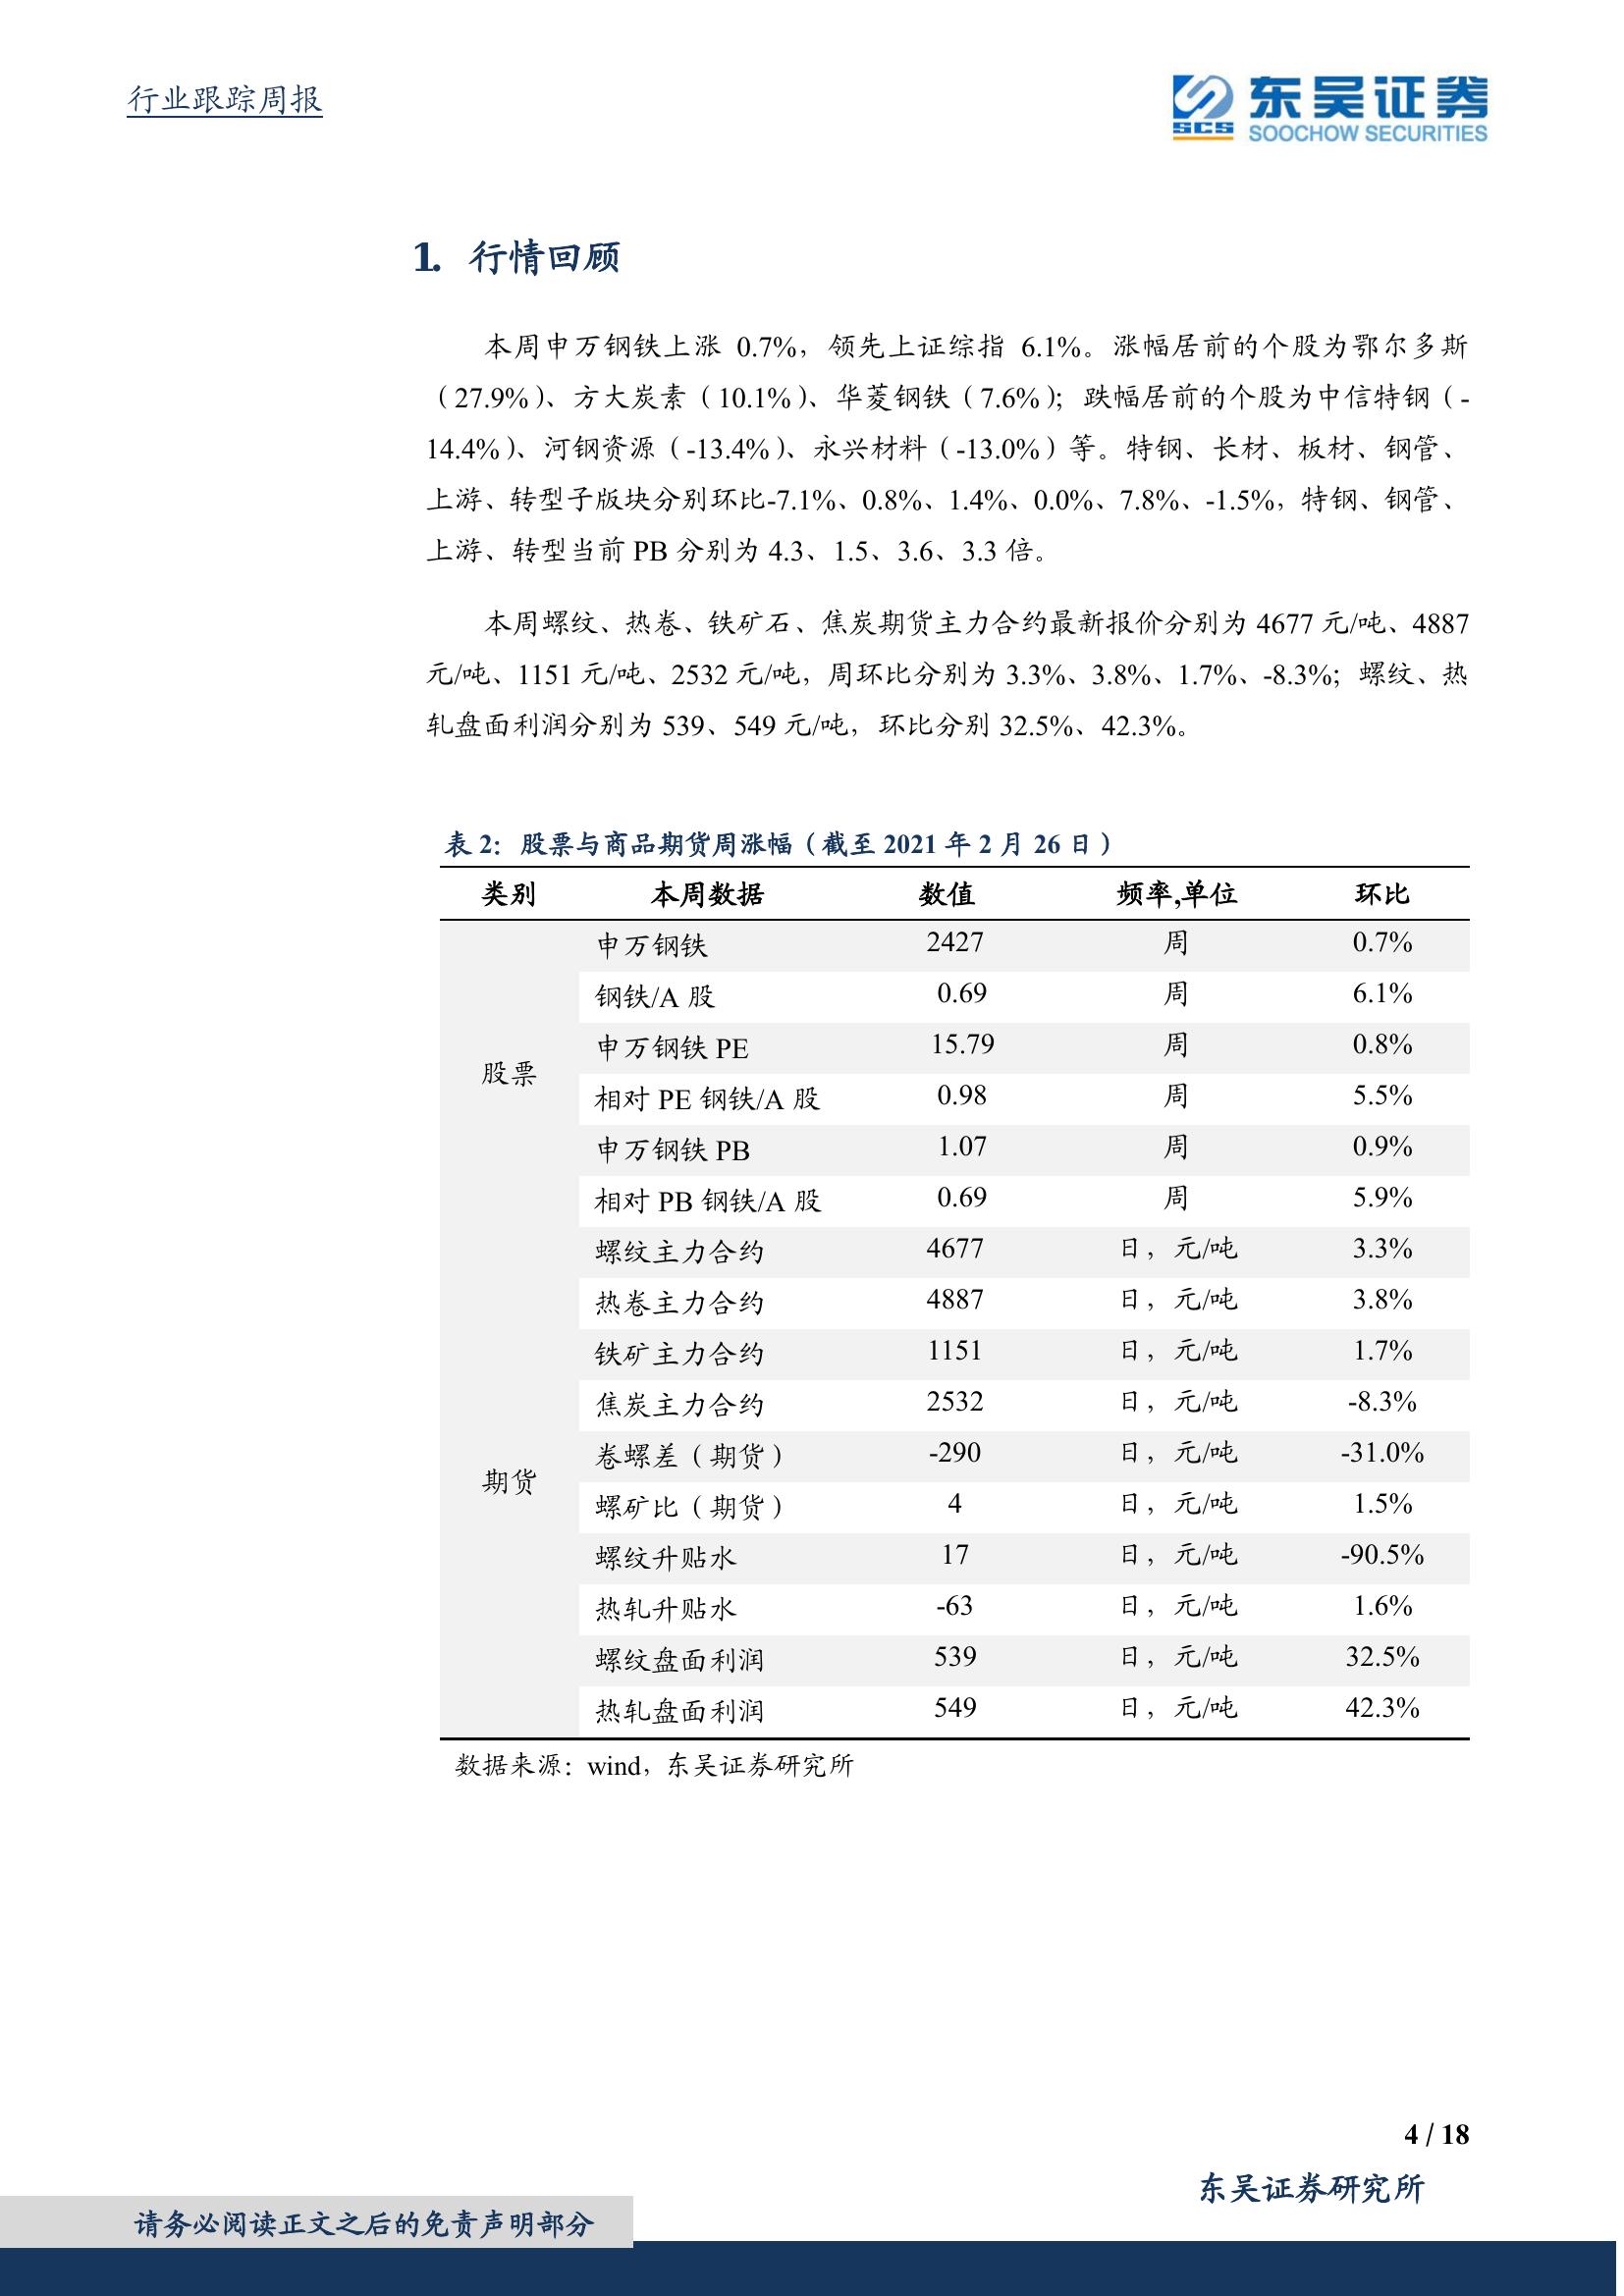 行业跟踪周报
SCS
东吴证券
SOOCHOW SECURITIES
1. 行情回顾
本周申万钢铁上涨 0.7%，领先上证综指 6.1%。涨幅居前的个股为鄂尔多斯
（27.9%）、方大炭素（10.1%）、华菱钢铁（7.6%）；跌幅居前的个股为中信特钢（-
14.4%）、河钢资源（-13.4%）、永兴材料（-13.0%）等。特钢、长材、板材、钢管、
上游、转型子版块分别环比-7.1%、0.8%、1.4%、0.0%、7.8%、-1.5%，特钢、钢管、
上游、转型当前 PB 分别为 4.3、1.5、3.6、3.3 倍。
本周螺纹、热卷、铁矿石、焦炭期货主力合约最新报价分别为 4677 元/吨、4887
元/吨、1151 元/吨、2532 元/吨，周环比分别为 3.3%、3.8%、1.7%、-8.3%；螺纹、热
轧盘面利润分别为 539、549 元/吨，环比分别 32.5%、42.3%。
表 2：股票与商品期货周涨幅（截至 2021 年 2 月 26 日）
类别 本周数据 数值 频率,单位 环比
股票
申万钢铁 2427 周 0.7%
钢铁/A 股 0.69 周 6.1%
申万钢铁 PE 15.79 周 0.8%
相对 PE 钢铁/A 股 0.98 周 5.5%
申万钢铁 PB 1.07 周 0.9%
相对 PB 钢铁/A 股 0.69 周 5.9%
期货
螺纹主力合约 4677 日，元/吨 3.3%
热卷主力合约 4887 日，元/吨 3.8%
铁矿主力合约 1151 日，元/吨 1.7%
焦炭主力合约 2532 日，元/吨 -8.3%
卷螺差（期货） -290 日，元/吨 -31.0%
螺矿比（期货） 4 日，元/吨 1.5%
螺纹升贴水 17 日，元/吨 -90.5%
热轧升贴水 -63 日，元/吨 1.6%
螺纹盘面利润 539 日，元/吨 32.5%
热轧盘面利润 549 日，元/吨 42.3%
数据来源：wind，东吴证券研究所
4 / 18
东吴证券研究所
请务必阅读正文之后的免责声明部分